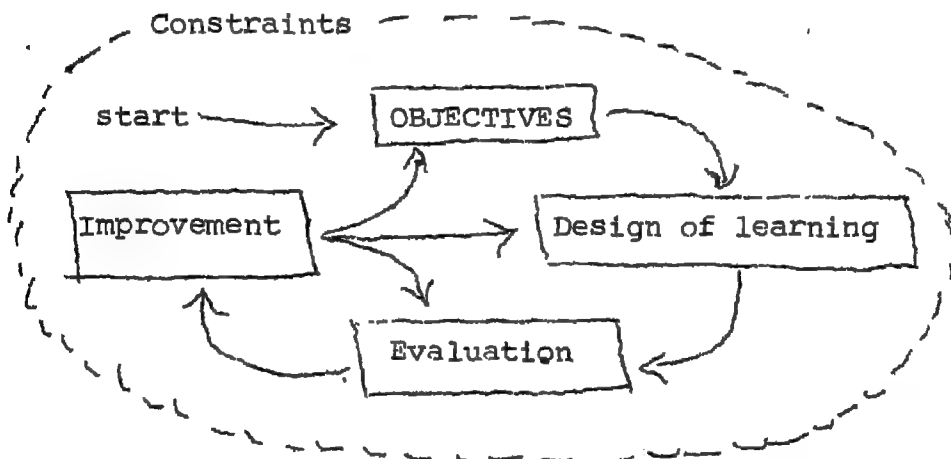 Constraints
start
OBJECTIVES
Improvement
Design of learning
Evaluation